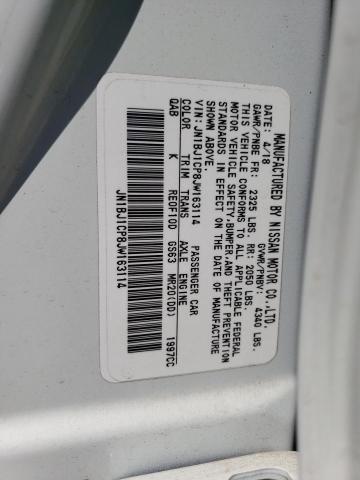 MANUFACTURED BY NISSAN MOTOR CO.,LTD.
DATE: 4/18 GVWR/PNBV: 4340 LBS.
GAWR/PNBE FR: 2325 LBS. RR: 2050 LBS.
THIS VEHICLE CONFORMS TO ALL APPLICABLE FEDERAL
MOTOR VEHICLE SAFETY,BUMPER,AND THEFT PREVENTION
STANDARDS IN EFFECT ON THE DATE OF MANUFACTURE
SHOWN ABOVE
VIN:JN1BJ1CP8JW163114 PASSENGER CAR
COLOR TRIM TRANS AXLE ENGINE
QAB K RE0F10D GS63 MR20(DD) 1997CC
JN1BJ1CP8JW163114